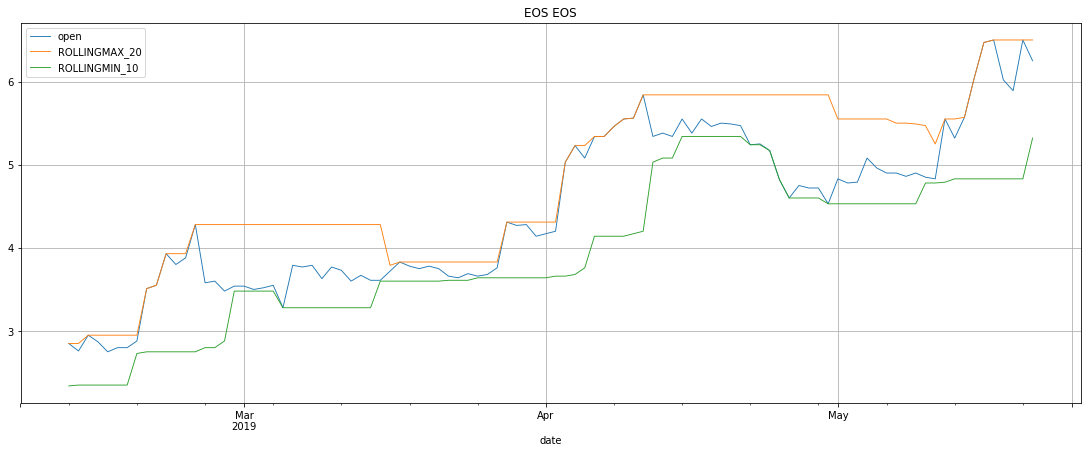 EOS EOS
open
ROLLINGMAX_20
ROLLINGMIN_10
6
5
4
3
Mar
2019
Apr
May
date